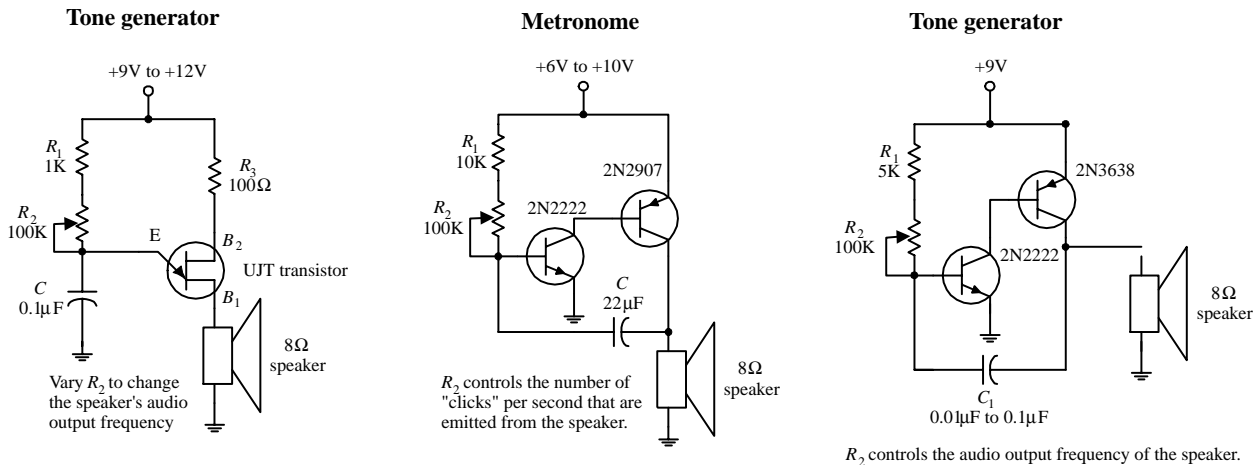 Tone generator
+9V to +12V
R1
1K
R3
100Ω
R2
100K
E
B2
UJT transistor
C
0.1µF
B1
8Ω
speaker
Vary R2 to change
the speaker's audio
output frequency
Metronome
+6V to +10V
R1
10K
2N2907
R2
100K
2N2222
C
22µF
8Ω
speaker
R2 controls the number of
"clicks" per second that are
emitted from the speaker.
Tone generator
+9V
R1
5K
2N3638
R2
100K
2N2222
8Ω
speaker
C1
0.01µF to 0.1µF
R2 controls the audio output frequency of the speaker.